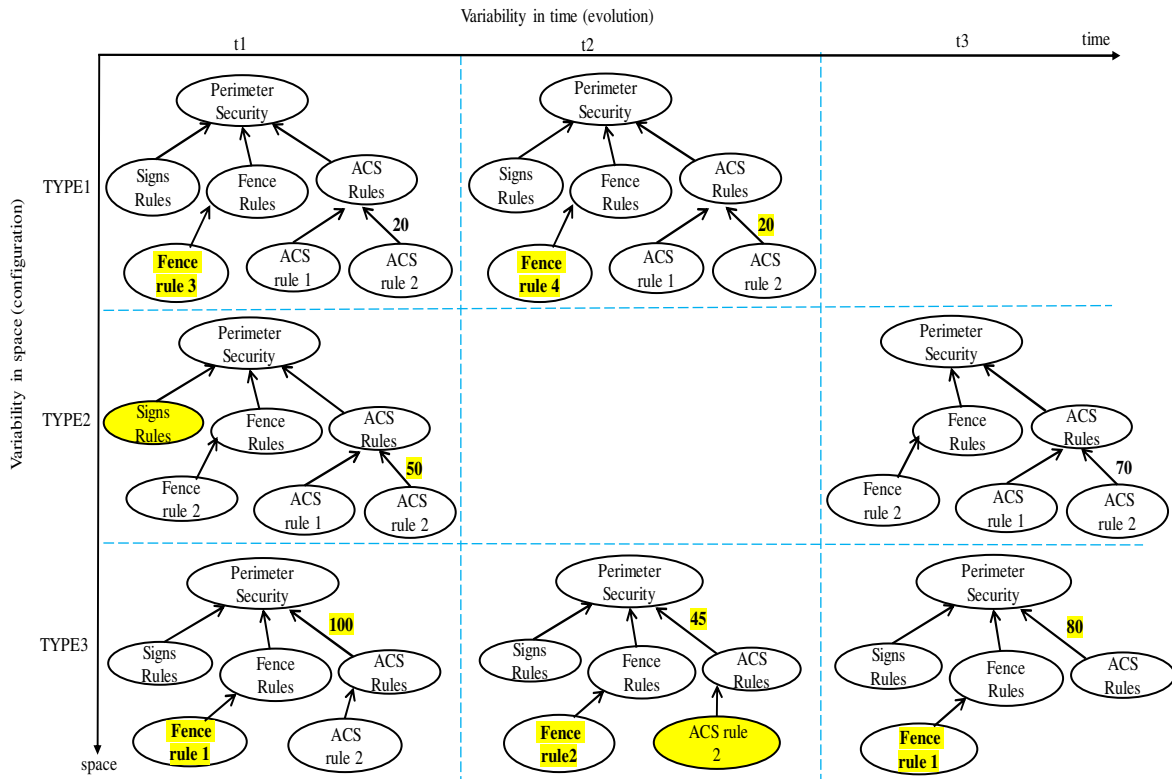 Variability in time (evolution)
t1
t2
t3
time
Variability in space (configuration)
TYPE1
Perimeter
Security
Signs
Rules
Fence
Rules
ACS
Rules
20
Fence
rule 3
ACS
rule 1
ACS
rule 2
Perimeter
Security
Signs
Rules
Fence
Rules
ACS
Rules
20
Fence
rule 4
ACS
rule 1
ACS
rule 2
TYPE2
Perimeter
Security
Signs
Rules
Fence
Rules
ACS
Rules
50
Fence
rule 2
ACS
rule 1
ACS
rule 2
Perimeter
Security
Fence
Rules
ACS
Rules
70
Fence
rule 2
ACS
rule 1
ACS
rule 2
TYPE3
Perimeter
Security
100
Signs
Rules
Fence
Rules
ACS
Rules
Fence
rule 1
ACS
rule 2
Perimeter
Security
45
Signs
Rules
Fence
Rules
ACS
Rules
Fence
rule2
ACS rule
2
Perimeter
Security
80
Signs
Rules
Fence
Rules
ACS
Rules
Fence
rule 1
space